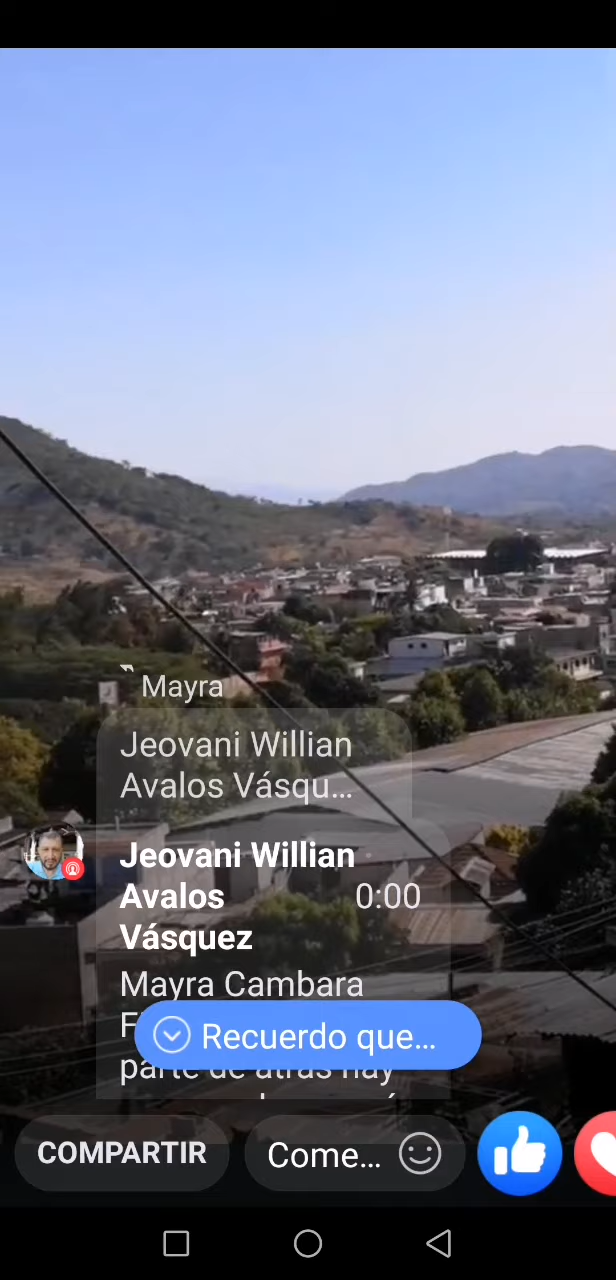 Mayra
Jeovani Willian
Avalos Vásqu...
Jeovani Willian
Avalos 0:00
Vásquez
Mayra Cambara
Recuerdo que...
parte de atrás hay
COMPARTIR Come...